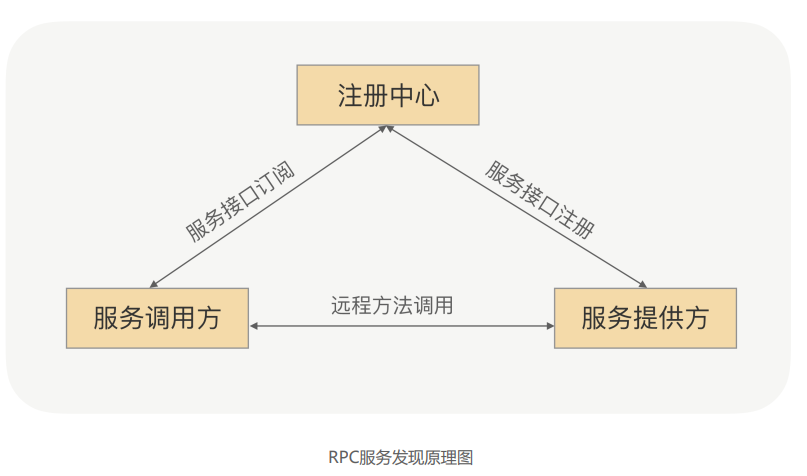 注册中心
服务接口订阅
服务接口注册
服务调用方
远程方法调用
服务提供方
RPC服务发现原理图